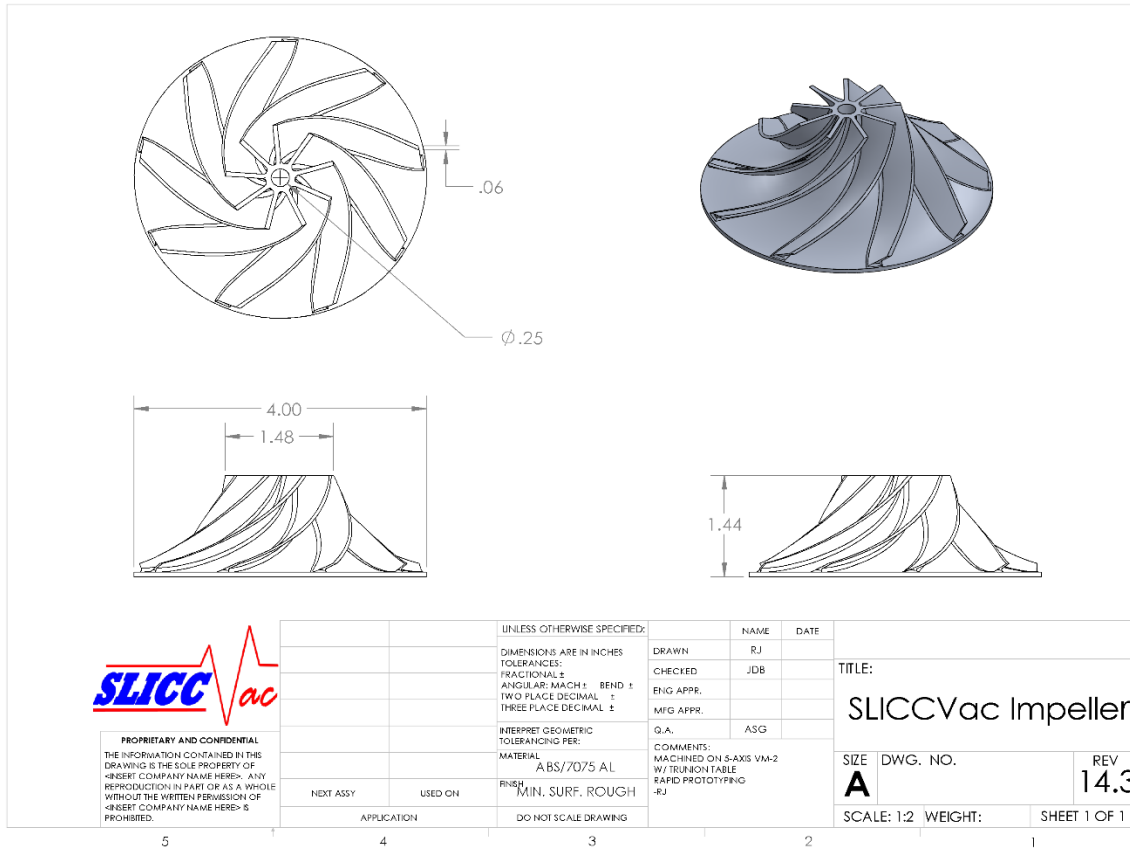 .06
Ø.25
4.00
1.48
1.44
SLICC Vac
PROPRIETARY AND CONFIDENTIAL
THE INFORMATION CONTAINED IN THIS
DRAWING IS THE SOLE PROPERTY OF
<INSERT COMPANY NAME HERE>. ANY
REPRODUCTION IN PART OR AS A WHOLE
WITHOUT THE WRITTEN PERMISSION OF
<INSERT COMPANY NAME HERE> IS
PROHIBITED.
NEXT ASSY
USED ON
APPLICATION
UNLESS OTHERWISE SPECIFIED:
DIMENSIONS ARE IN INCHES
TOLERANCES:
FRACTIONAL ±
ANGULAR: MACH ± BEND ±
TWO PLACE DECIMAL ±
THREE PLACE DECIMAL ±
INTERPRET GEOMETRIC
TOLERANCING PER:
MATERIAL
ABS/7075 AL
FINISH
MIN. SURF. ROUGH
DO NOT SCALE DRAWING
NAME DATE
DRAWN RJ
CHECKED JDB
ENG APPR.
MFG APPR.
Q.A. ASG
COMMENTS:
MACHINED ON 5-AXIS VM-2
W/ TRUNION TABLE
RAPID PROTOTYPING
-RJ
TITLE:
SLICCVac Impeller
SIZE DWG. NO. REV
A 14.3
SCALE: 1:2 WEIGHT: SHEET 1 OF 1
5 4 3 2 1